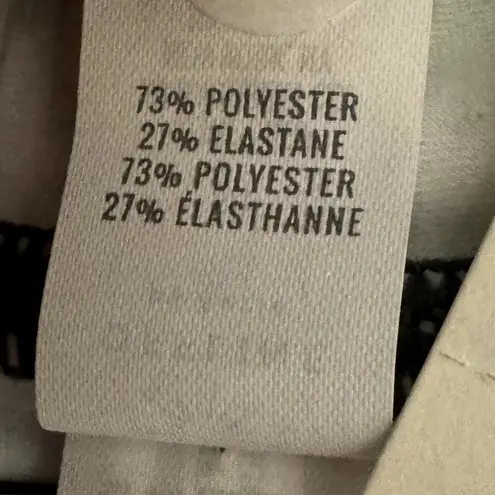 73% POLYESTER
27% ELASTANE
73% POLYESTER
27% ÉLASTHANNE